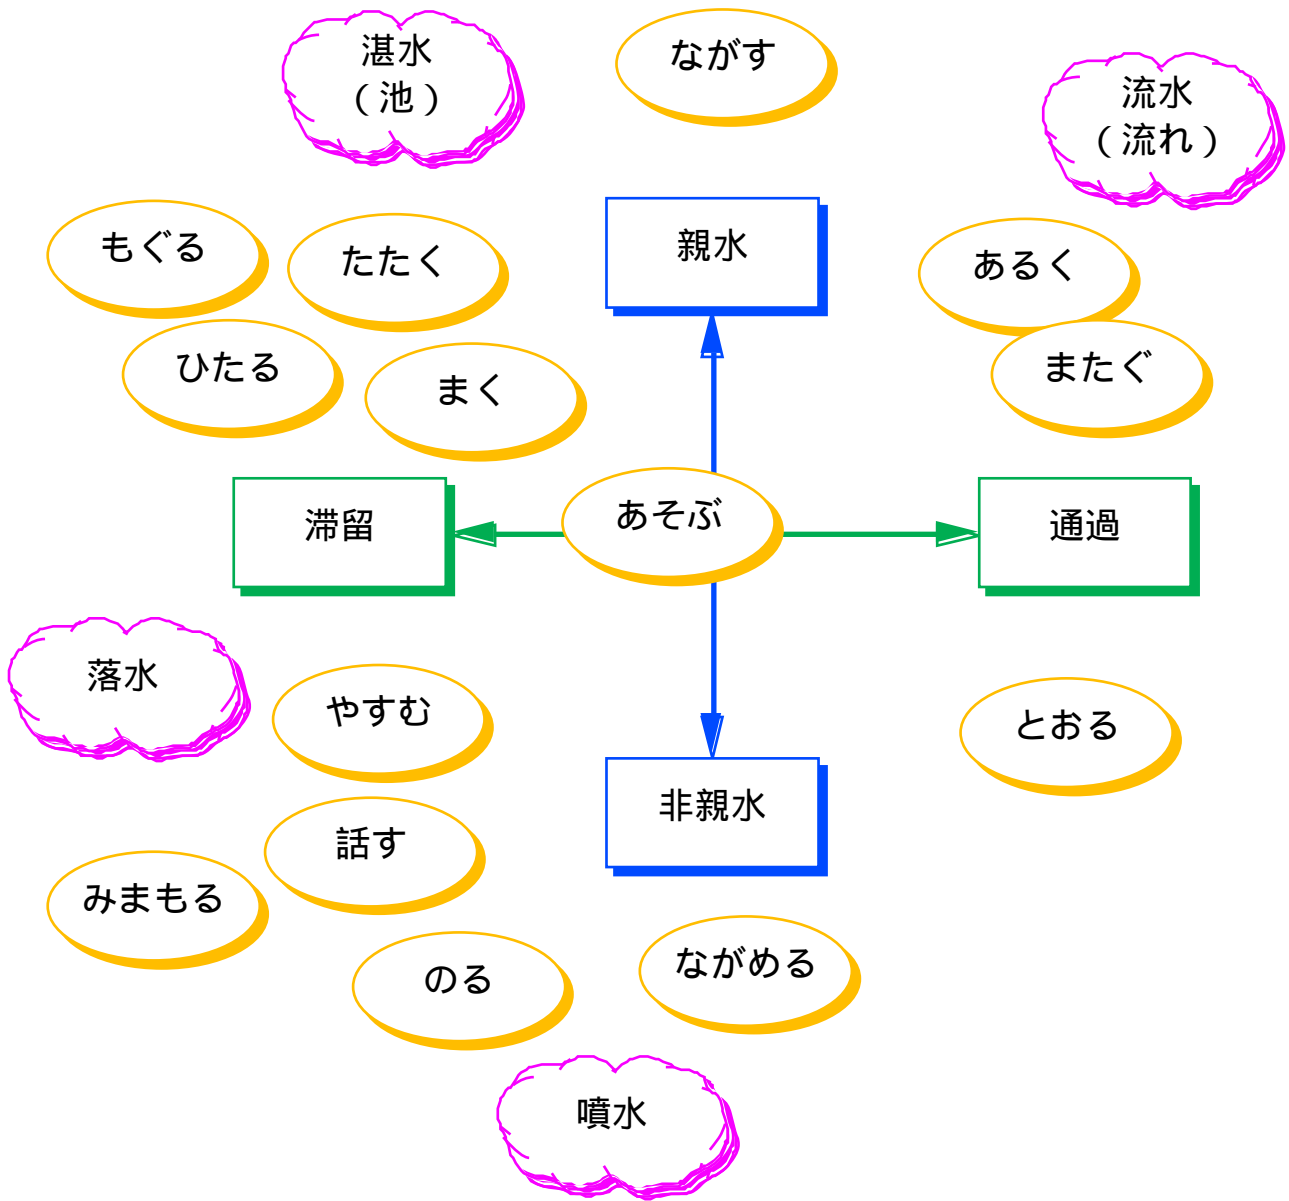 湛水
（池）
ながす
流水
（流れ）
もぐる
たたく
親水
あるく
ひたる
まく
またぐ
滞留
あそぶ
通過
落水
やすむ
とおる
話す
非親水
みまもる
のる
ながめる
噴水